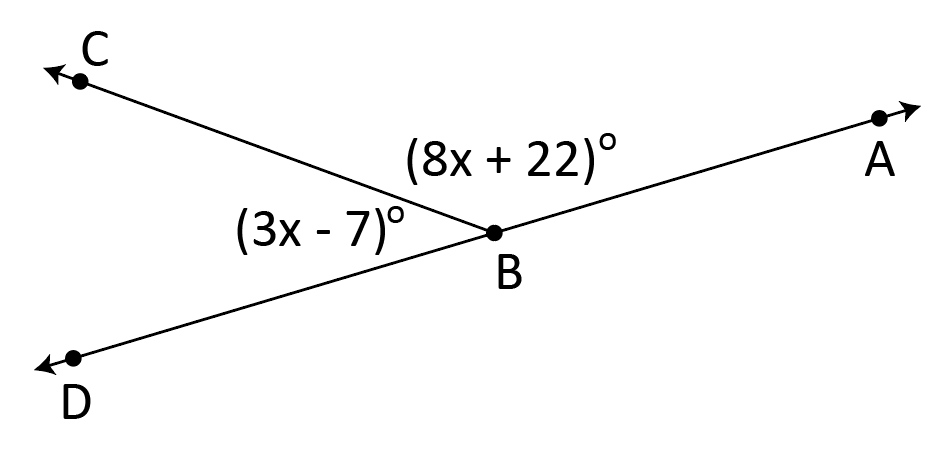 C
(8x + 22)º
A
(3x - 7)º
B
D